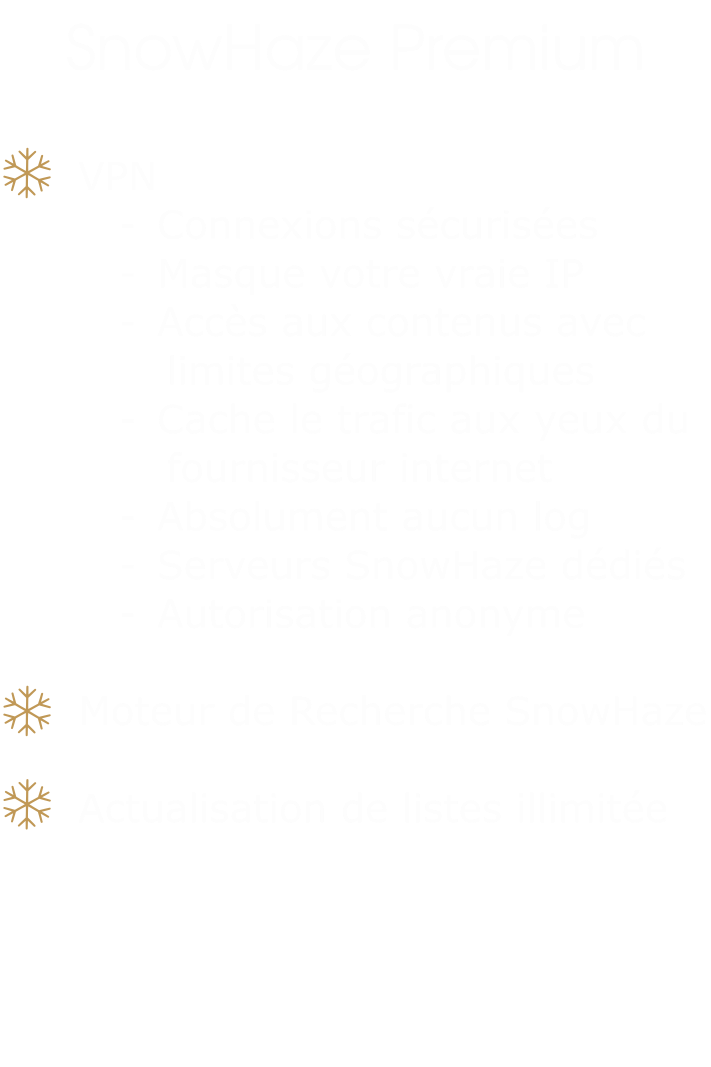 SnowHaze Premium
VPN
- Connexions sécurisées
- Masque votre vraie IP
- Accès aux contenus avec
limites géographiques
- Cache le trafic aux yeux du
fournisseur internet
- Absolument aucun log
- Serveurs SnowHaze dédiés
- Autorisation anonyme
Moteur de Recherche SnowHaze
Actualisation de listes illimitée